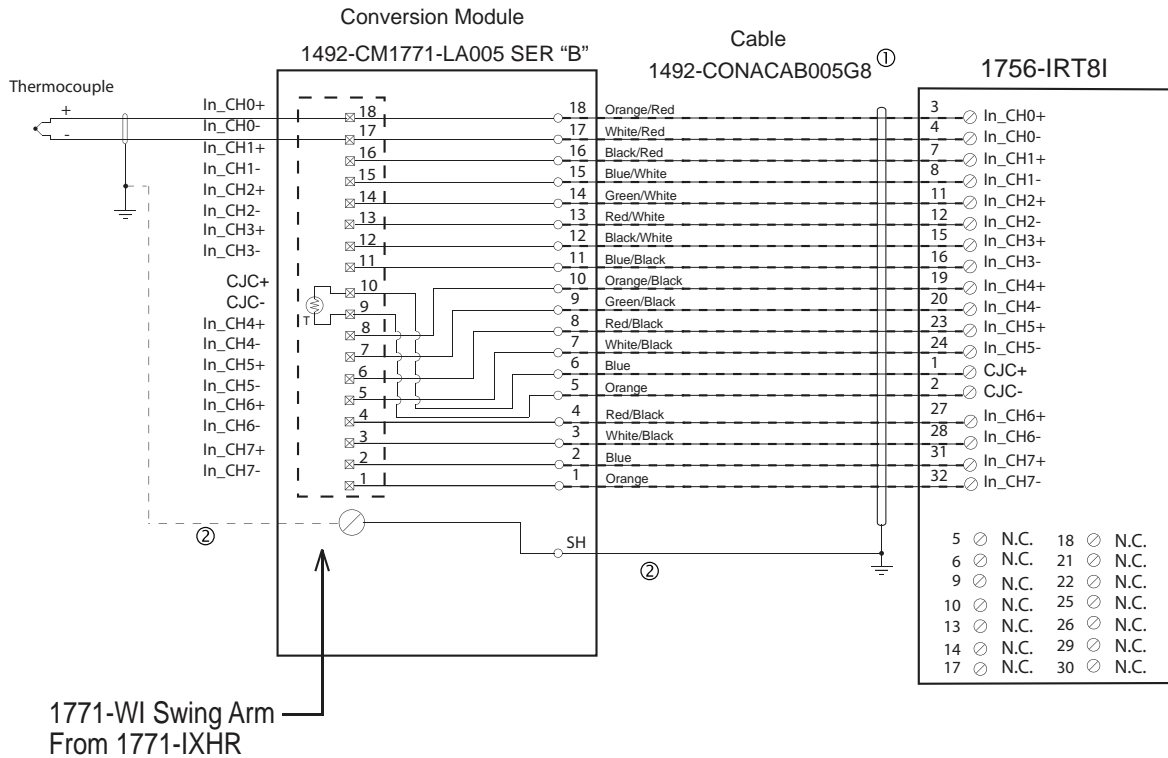 Conversion Module
1492-CM1771-LA005 SER “B”
Cable
1492-CONACAB005G8 ①
1756-IRT8I
Thermocouple
+
-
In_CH0+ 18 18 Orange/Red 3 In_CH0+
In_CH0- 17 17 White/Red 4 In_CH0-
In_CH1+ 16 16 Black/Red 7 In_CH1+
In_CH1- 15 15 Blue/White 8 In_CH1-
In_CH2+ 14 14 Green/White 11 In_CH2+
In_CH2- 13 13 Red/White 12 In_CH2-
In_CH3+ 12 12 Black/White 15 In_CH3+
In_CH3- 11 11 Blue/Black 16 In_CH3-
CJC+ 10 10 Orange/Black 19 In_CH4+
CJC- 9 9 Green/Black 20 In_CH4-
T
In_CH4+ 8 8 Red/Black 23 In_CH5+
In_CH4- 7 7 White/Black 24 In_CH5-
In_CH5+ 6 6 Blue 1 CJC+
In_CH5- 5 5 Orange 2 CJC-
In_CH6+ 4 4 Red/Black 27 In_CH6+
In_CH6- 3 3 White/Black 28 In_CH6-
In_CH7+ 2 2 Blue 31 In_CH7+
In_CH7- 1 1 Orange 32 In_CH7-
②
SH
②
5 N.C. 18 N.C.
6 N.C. 21 N.C.
9 N.C. 22 N.C.
10 N.C. 25 N.C.
13 N.C. 26 N.C.
14 N.C. 29 N.C.
17 N.C. 30 N.C.
1771-WI Swing Arm
From 1771-IXHR